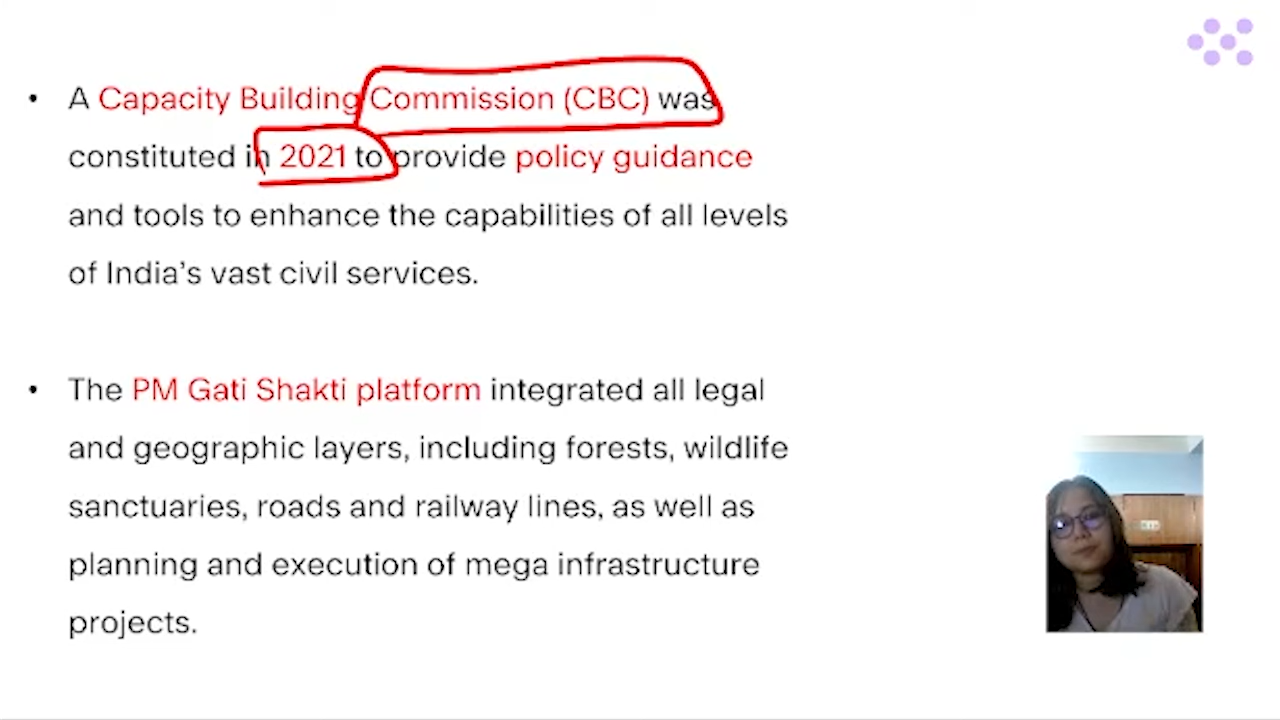 • A Capacity Building Commission (CBC) was
constituted in 2021 to provide policy guidance
and tools to enhance the capabilities of all levels
of India's vast civil services.
• The PM Gati Shakti platform integrated all legal
and geographic layers, including forests, wildlife
sanctuaries, roads and railway lines, as well as
planning and execution of mega infrastructure
projects.